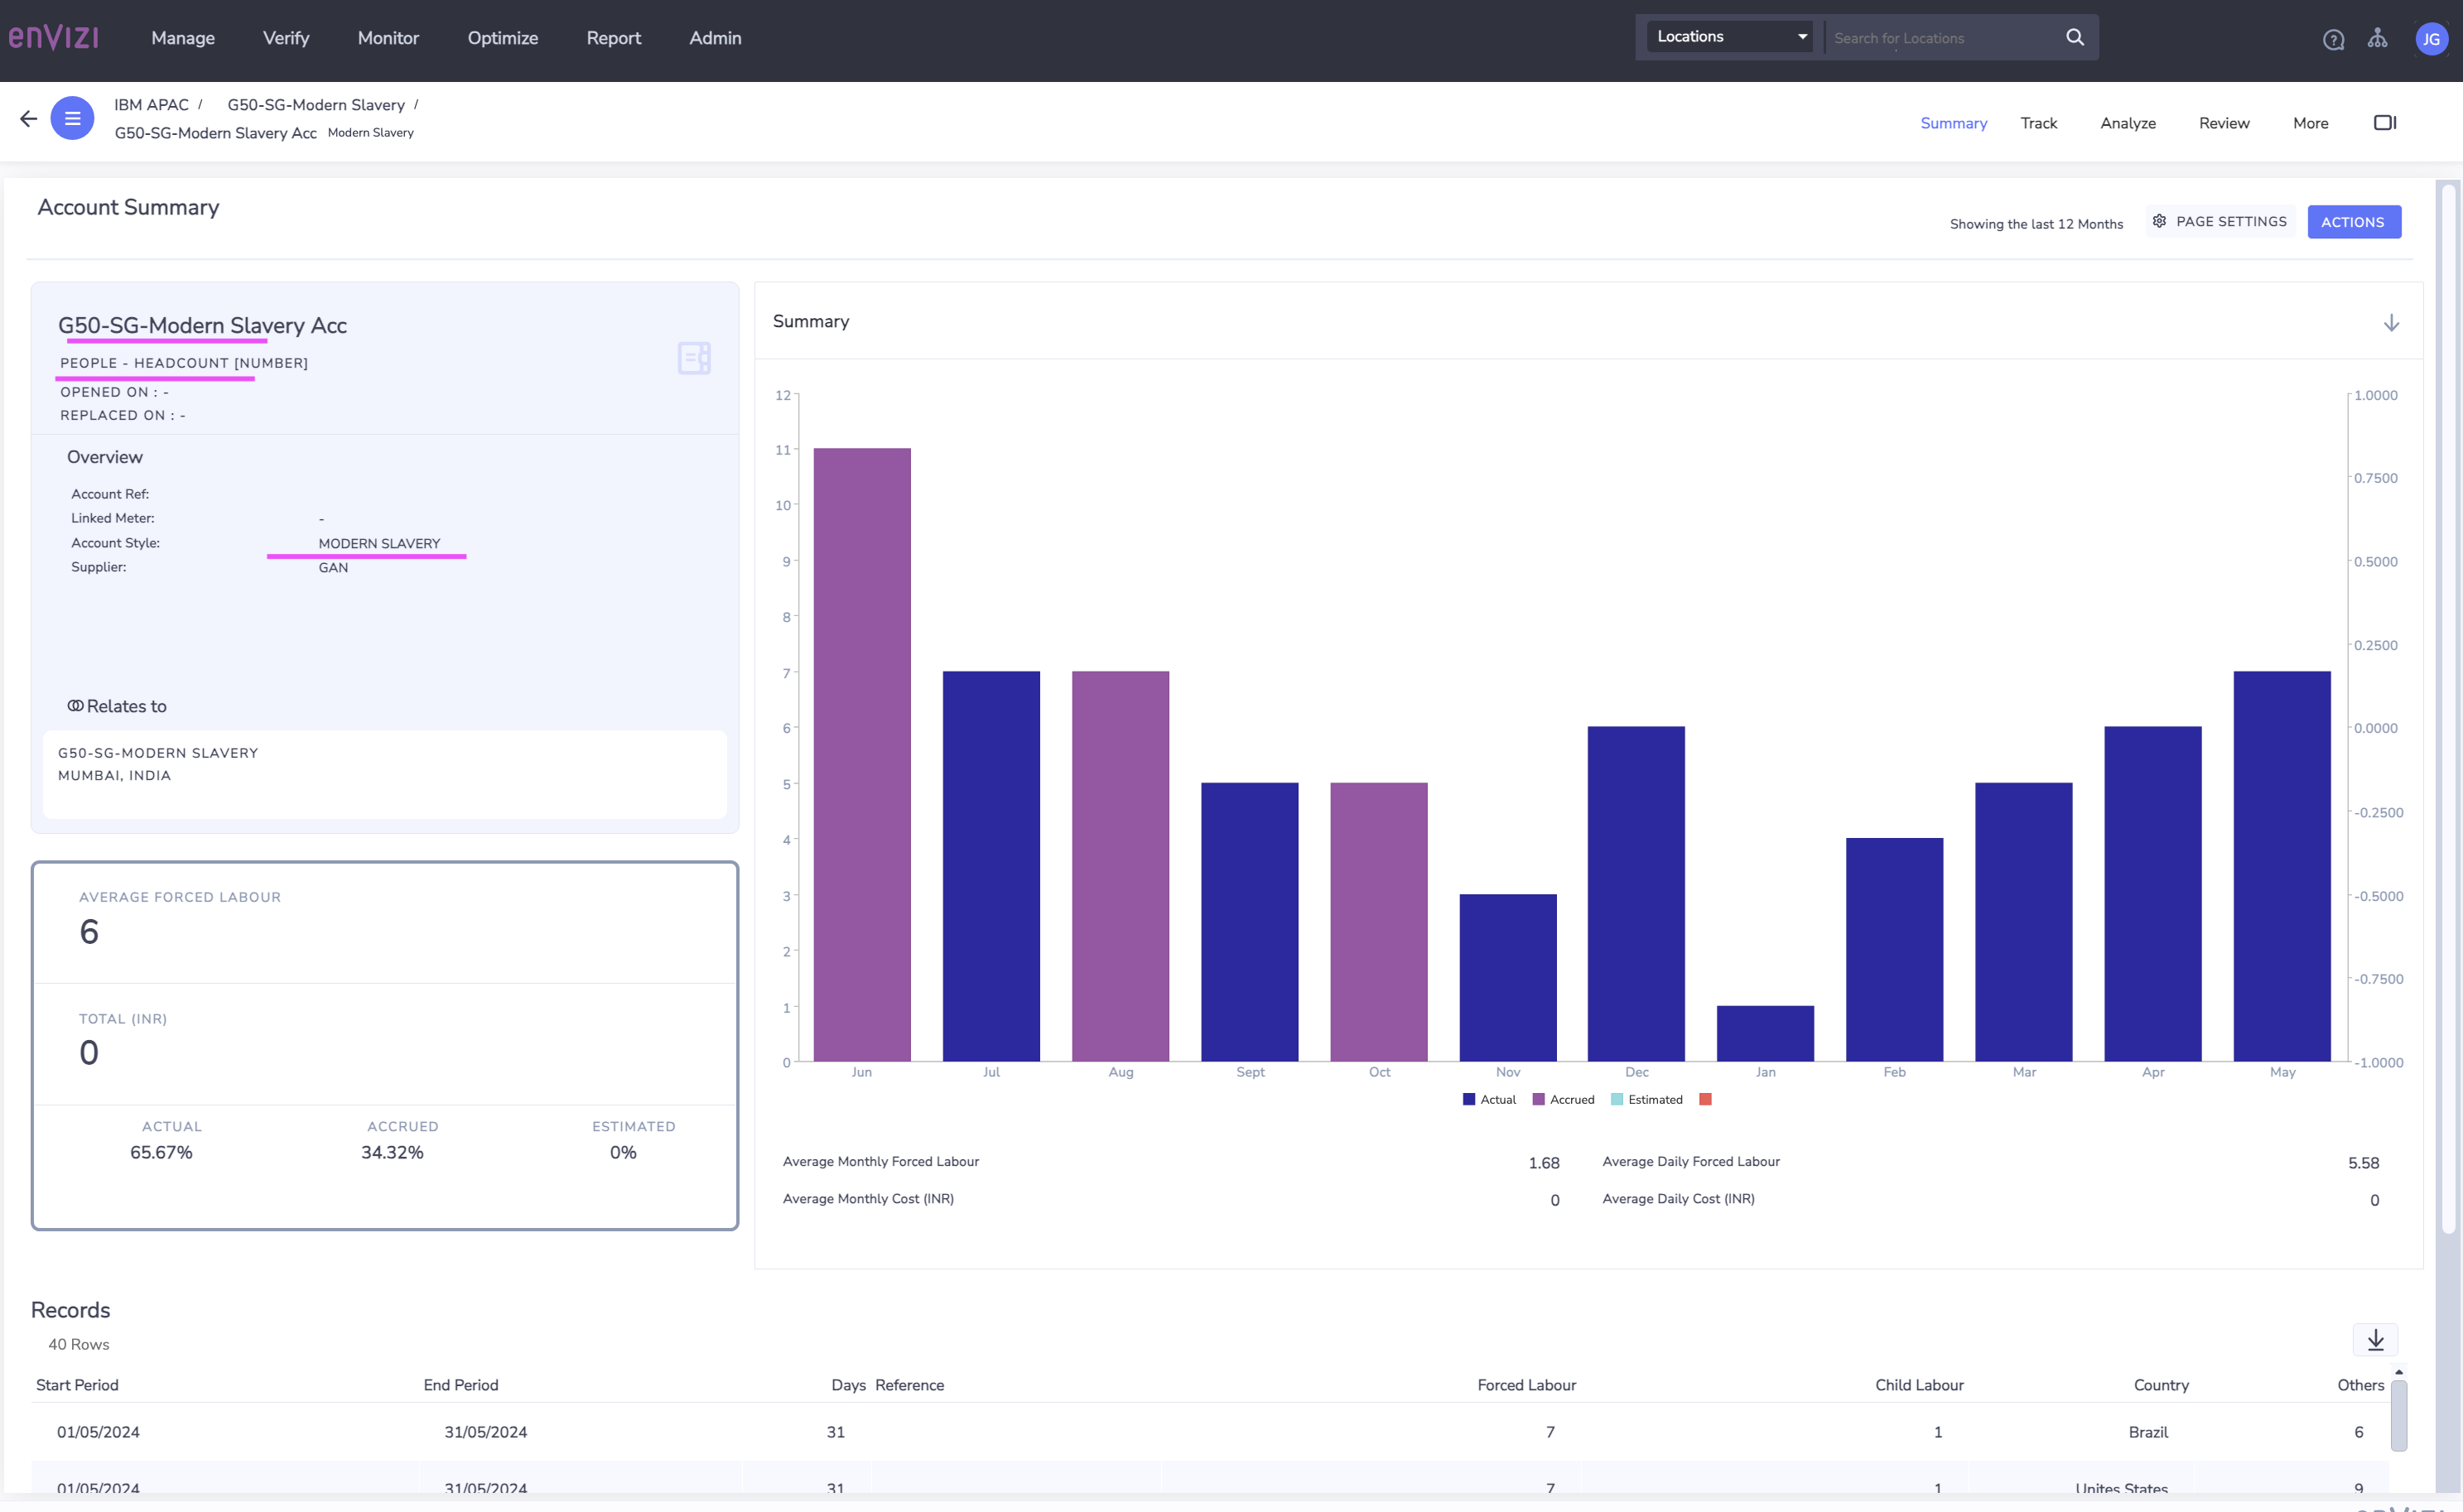 enVIZI Manage Verify Monitor Optimize Report Admin Locations Search for Locations JG
IBM APAC / G50-SG-Modern Slavery /
G50-SG-Modern Slavery Acc Modern Slavery
Summary Track Analyze Review More
Account Summary
Showing the last 12 Months PAGE SETTINGS ACTIONS
G50-SG-Modern Slavery Acc
PEOPLE - HEADCOUNT [NUMBER]
OPENED ON : -
REPLACED ON : -
Overview
Account Ref:
Linked Meter: -
Account Style: MODERN SLAVERY
Supplier: GAN
Relates to
G50-SG-MODERN SLAVERY
MUMBAI, INDIA
AVERAGE FORCED LABOUR
6
TOTAL (INR)
0
ACTUAL ACCRUED ESTIMATED
65.67% 34.32% 0%
Summary
12 1.0000
11
10 0.7500
9 0.5000
8
7 0.2500
6 0.0000
5 -0.2500
4
3 -0.5000
2 -0.7500
1
0 -1.0000
Jun Jul Aug Sept Oct Nov Dec Jan Feb Mar Apr May
Actual Accrued Estimated
Average Monthly Forced Labour 1.68 Average Daily Forced Labour 5.58
Average Monthly Cost (INR) 0 Average Daily Cost (INR) 0
Records
40 Rows
Start Period End Period Days Reference Forced Labour Child Labour Country Others
01/05/2024 31/05/2024 31 7 1 Brazil 6
01/05/2024 31/05/2024 31 7 1 Unites States 9